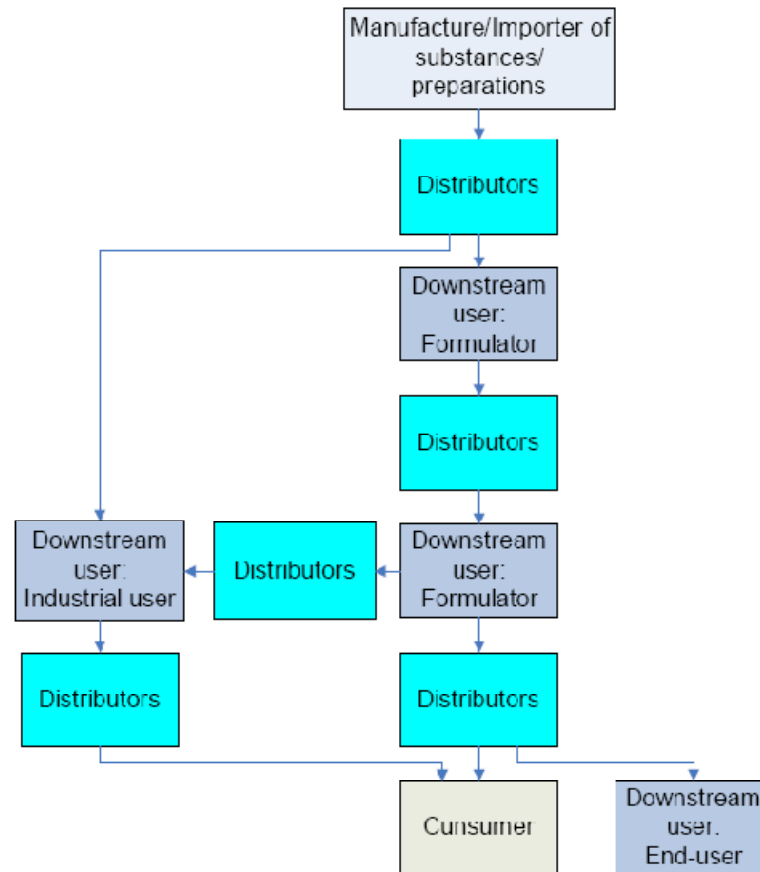 Manufacture/Importer of
substances/
preparations
Distributors
Downstream
user:
Formulator
Distributors
Downstream
user:
Industrial user
Distributors
Downstream
user:
Formulator
Distributors
Distributors
Cunsumer
Downstream
user:
End-user